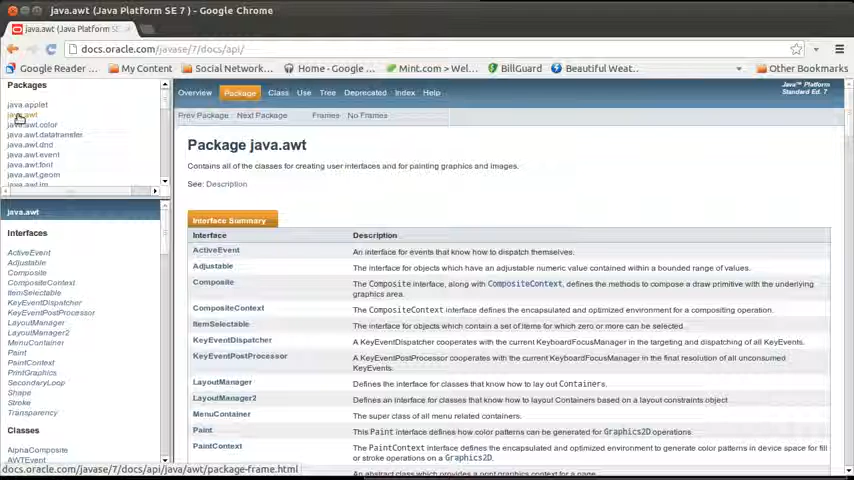 java.awt (Java Platform SE 7 ) - Google Chrome
java.awt (Java Platform SE
docs.oracle.com/javase/7/docs/api/
Google Reader ... My Content Social Network... Home - Google ... Mint.com > Wel... BillGuard Beautiful Weekly... Other Bookmarks
Packages
java.applet
java.awt
java.awt.color
java.awt.datatransfer
java.awt.dnd
java.awt.event
java.awt.font
java.awt.geom
java.awt.im
java.awt
Interfaces
ActiveEvent
Adjustable
Composite
CompositeContext
ItemSelectable
KeyEventDispatcher
KeyEventPostProcessor
LayoutManager
LayoutManager2
MenuContainer
Paint
PaintContext
PrintGraphics
SecondaryLoop
Shape
Stroke
Transparency
Classes
AlphaComposite
AWTEvent
docs.oracle.com/javase/7/docs/api/java/awt/package-frame.html
Overview Package Class Use Tree Deprecated Index Help
Java™ Platform
Standard Ed. 7
Prev Package Next Package Frames No Frames
Package java.awt
Contains all of the classes for creating user interfaces and for painting graphics and images.
See: Description
Interface Summary
Interface Description
ActiveEvent An interface for events that know how to dispatch themselves.
Adjustable The interface for objects which have an adjustable numeric value contained within a bounded range of values.
Composite The Composite interface, along with CompositeContext, defines the methods to compose a draw primitive with the underlying
graphics area.
CompositeContext The CompositeContext interface defines the encapsulated and optimized environment for a compositing operation.
ItemSelectable The interface for objects which contain a set of items for which zero or more can be selected.
KeyEventDispatcher A KeyEventDispatcher cooperates with the current KeyboardFocusManager in the targeting and dispatching of all KeyEvents.
KeyEventPostProcessor A KeyEventPostProcessor cooperates with the current KeyboardFocusManager in the final resolution of all unconsumed
KeyEvents.
LayoutManager Defines the interface for classes that know how to lay out Containers.
LayoutManager2 Defines an interface for classes that know how to layout Containers based on a layout constraints object
MenuContainer The super class of all menu related containers.
Paint This Paint interface defines how color patterns can be generated for Graphics2D operations.
PaintContext The PaintContext interface defines the encapsulated and optimized environment to generate color patterns in device space for fill
or stroke operations on a Graphics2D.
An abstract class which provides a print graphics context for a page.